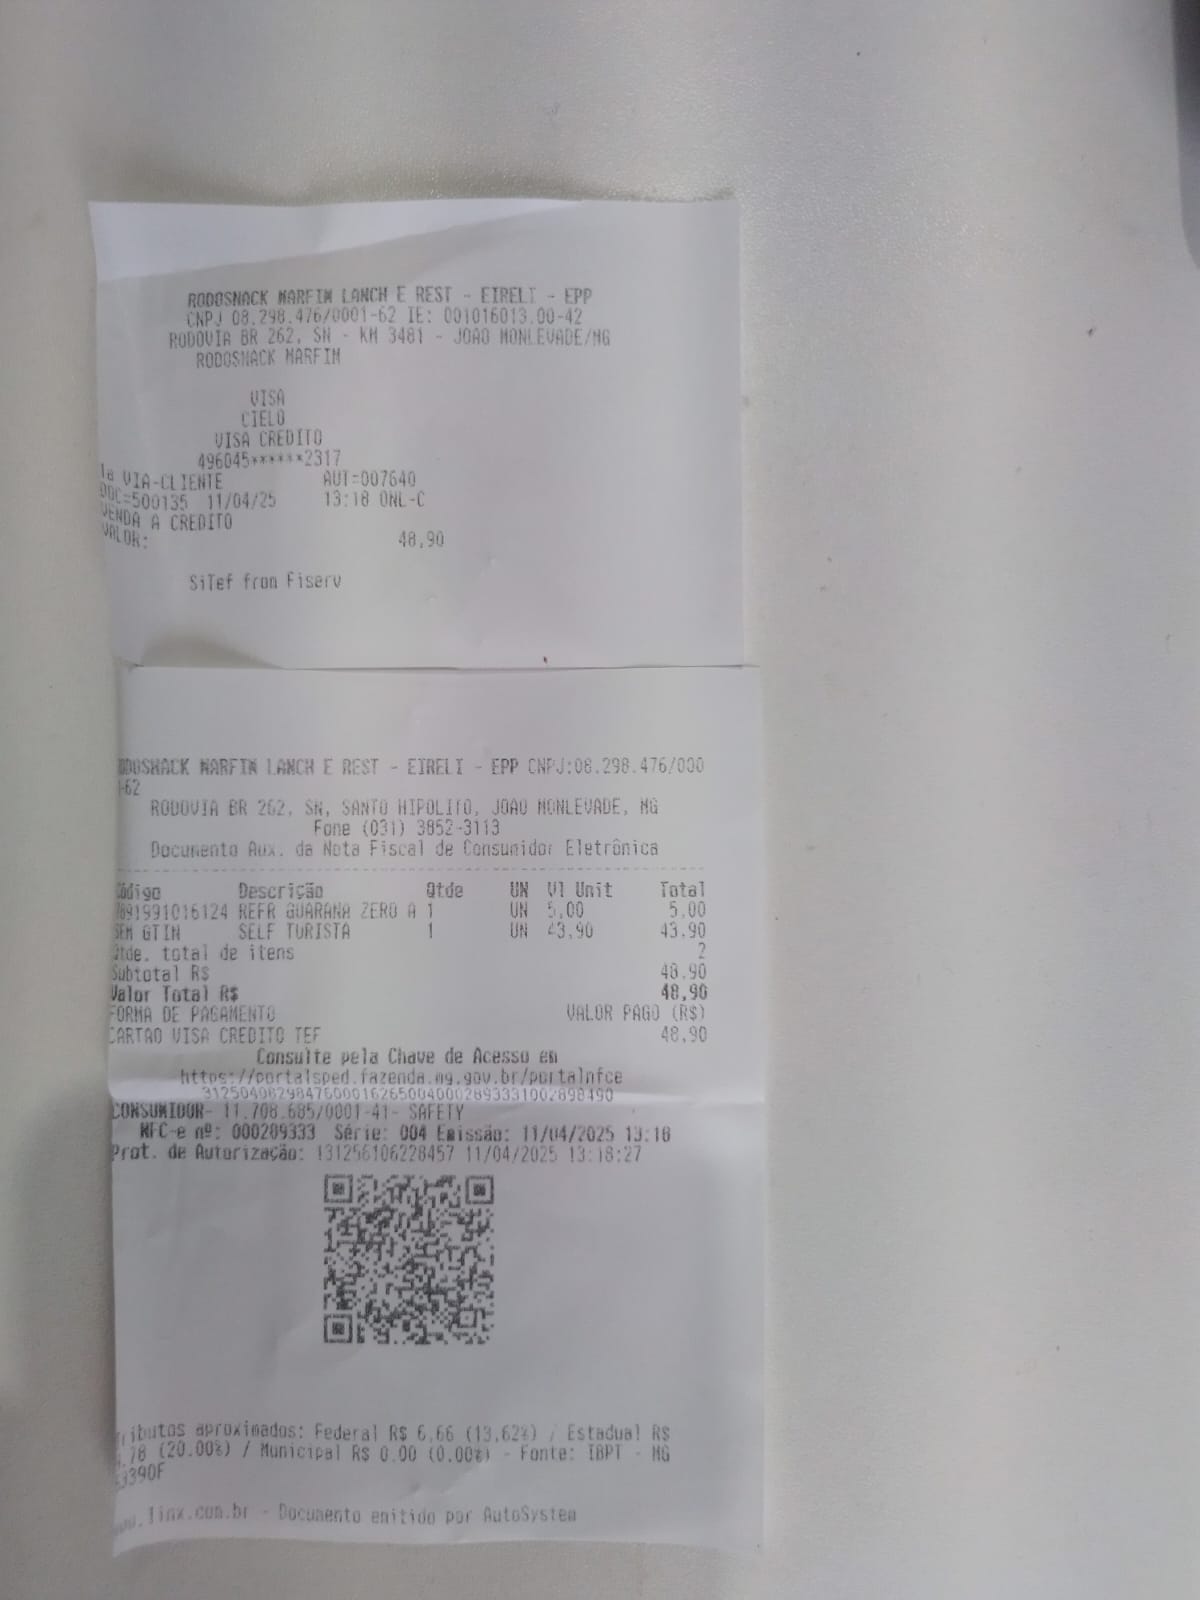 RODOSNACK MARFIM LANCH E REST - EIRELI - EPP
CNPJ 08.298.476/0001-62 IE: 001016013.00-42
RODOVIA BR 262, SN - KM 3481 - JOAO MONLEVADE/MG
RODOSNACK MARFIM
VISA
CIELO
VISA CREDITO
496045******2317
1a VIA-CLIENTE AUT=007640
DOC=500135 11/04/25 13:18 ONL-C
VENDA A CREDITO
VALOR: 48,90
SiTef from Fiserv
RODOSNACK MARFIM LANCH E REST - EIRELI - EPP CNPJ:08.298.476/000
1-62
RODOVIA BR 262, SN, SANTO HIPOLITO, JOAO MONLEVADE, MG
Fone (031) 3852-3113
Documento Aux. da Nota Fiscal de Consumidor Eletrônica
Código Descrição Qtde UN Vl Unit Total
7891991016124 REFR GUARANA ZERO A 1 UN 5,00 5,00
SEM GTIN SELF TURISTA 1 UN 43,90 43,90
Qtde. total de itens 2
Subtotal R$ 48,90
Valor Total R$ 48,90
FORMA DE PAGAMENTO VALOR PAGO (R$)
CARTAO VISA CREDITO TEF 48,90
Consulte pela Chave de Acesso em
https://portalsped.fazenda.mg.gov.br/portalnfce
CONSUMIDOR- 11.708.685/0001-41- SAFETY
NFC-e nº: 000289333 Série: 004 Emissão: 11/04/2025 13:18
Prot. de Autorização: 131256106228457 11/04/2025 13:18:27
Tributos aproximados: Federal R$ 6,66 (13,62%) / Estadual R$
9,78 (20.00%) / Municipal R$ 0,00 (0,00%) - Fonte: IBPT - MG
www.linx.com.br - Documento emitido por AutoSystem